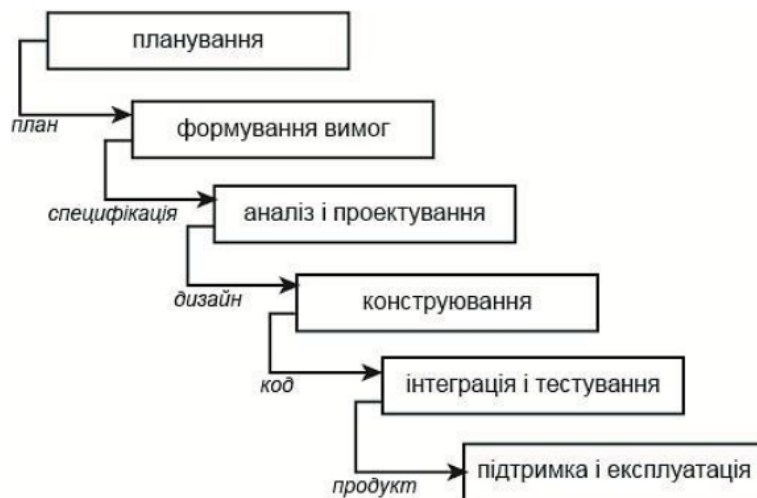 планування
план
формування вимог
специфікація
аналіз і проектування
дизайн
конструювання
код
інтеграція і тестування
продукт
підтримка і експлуатація